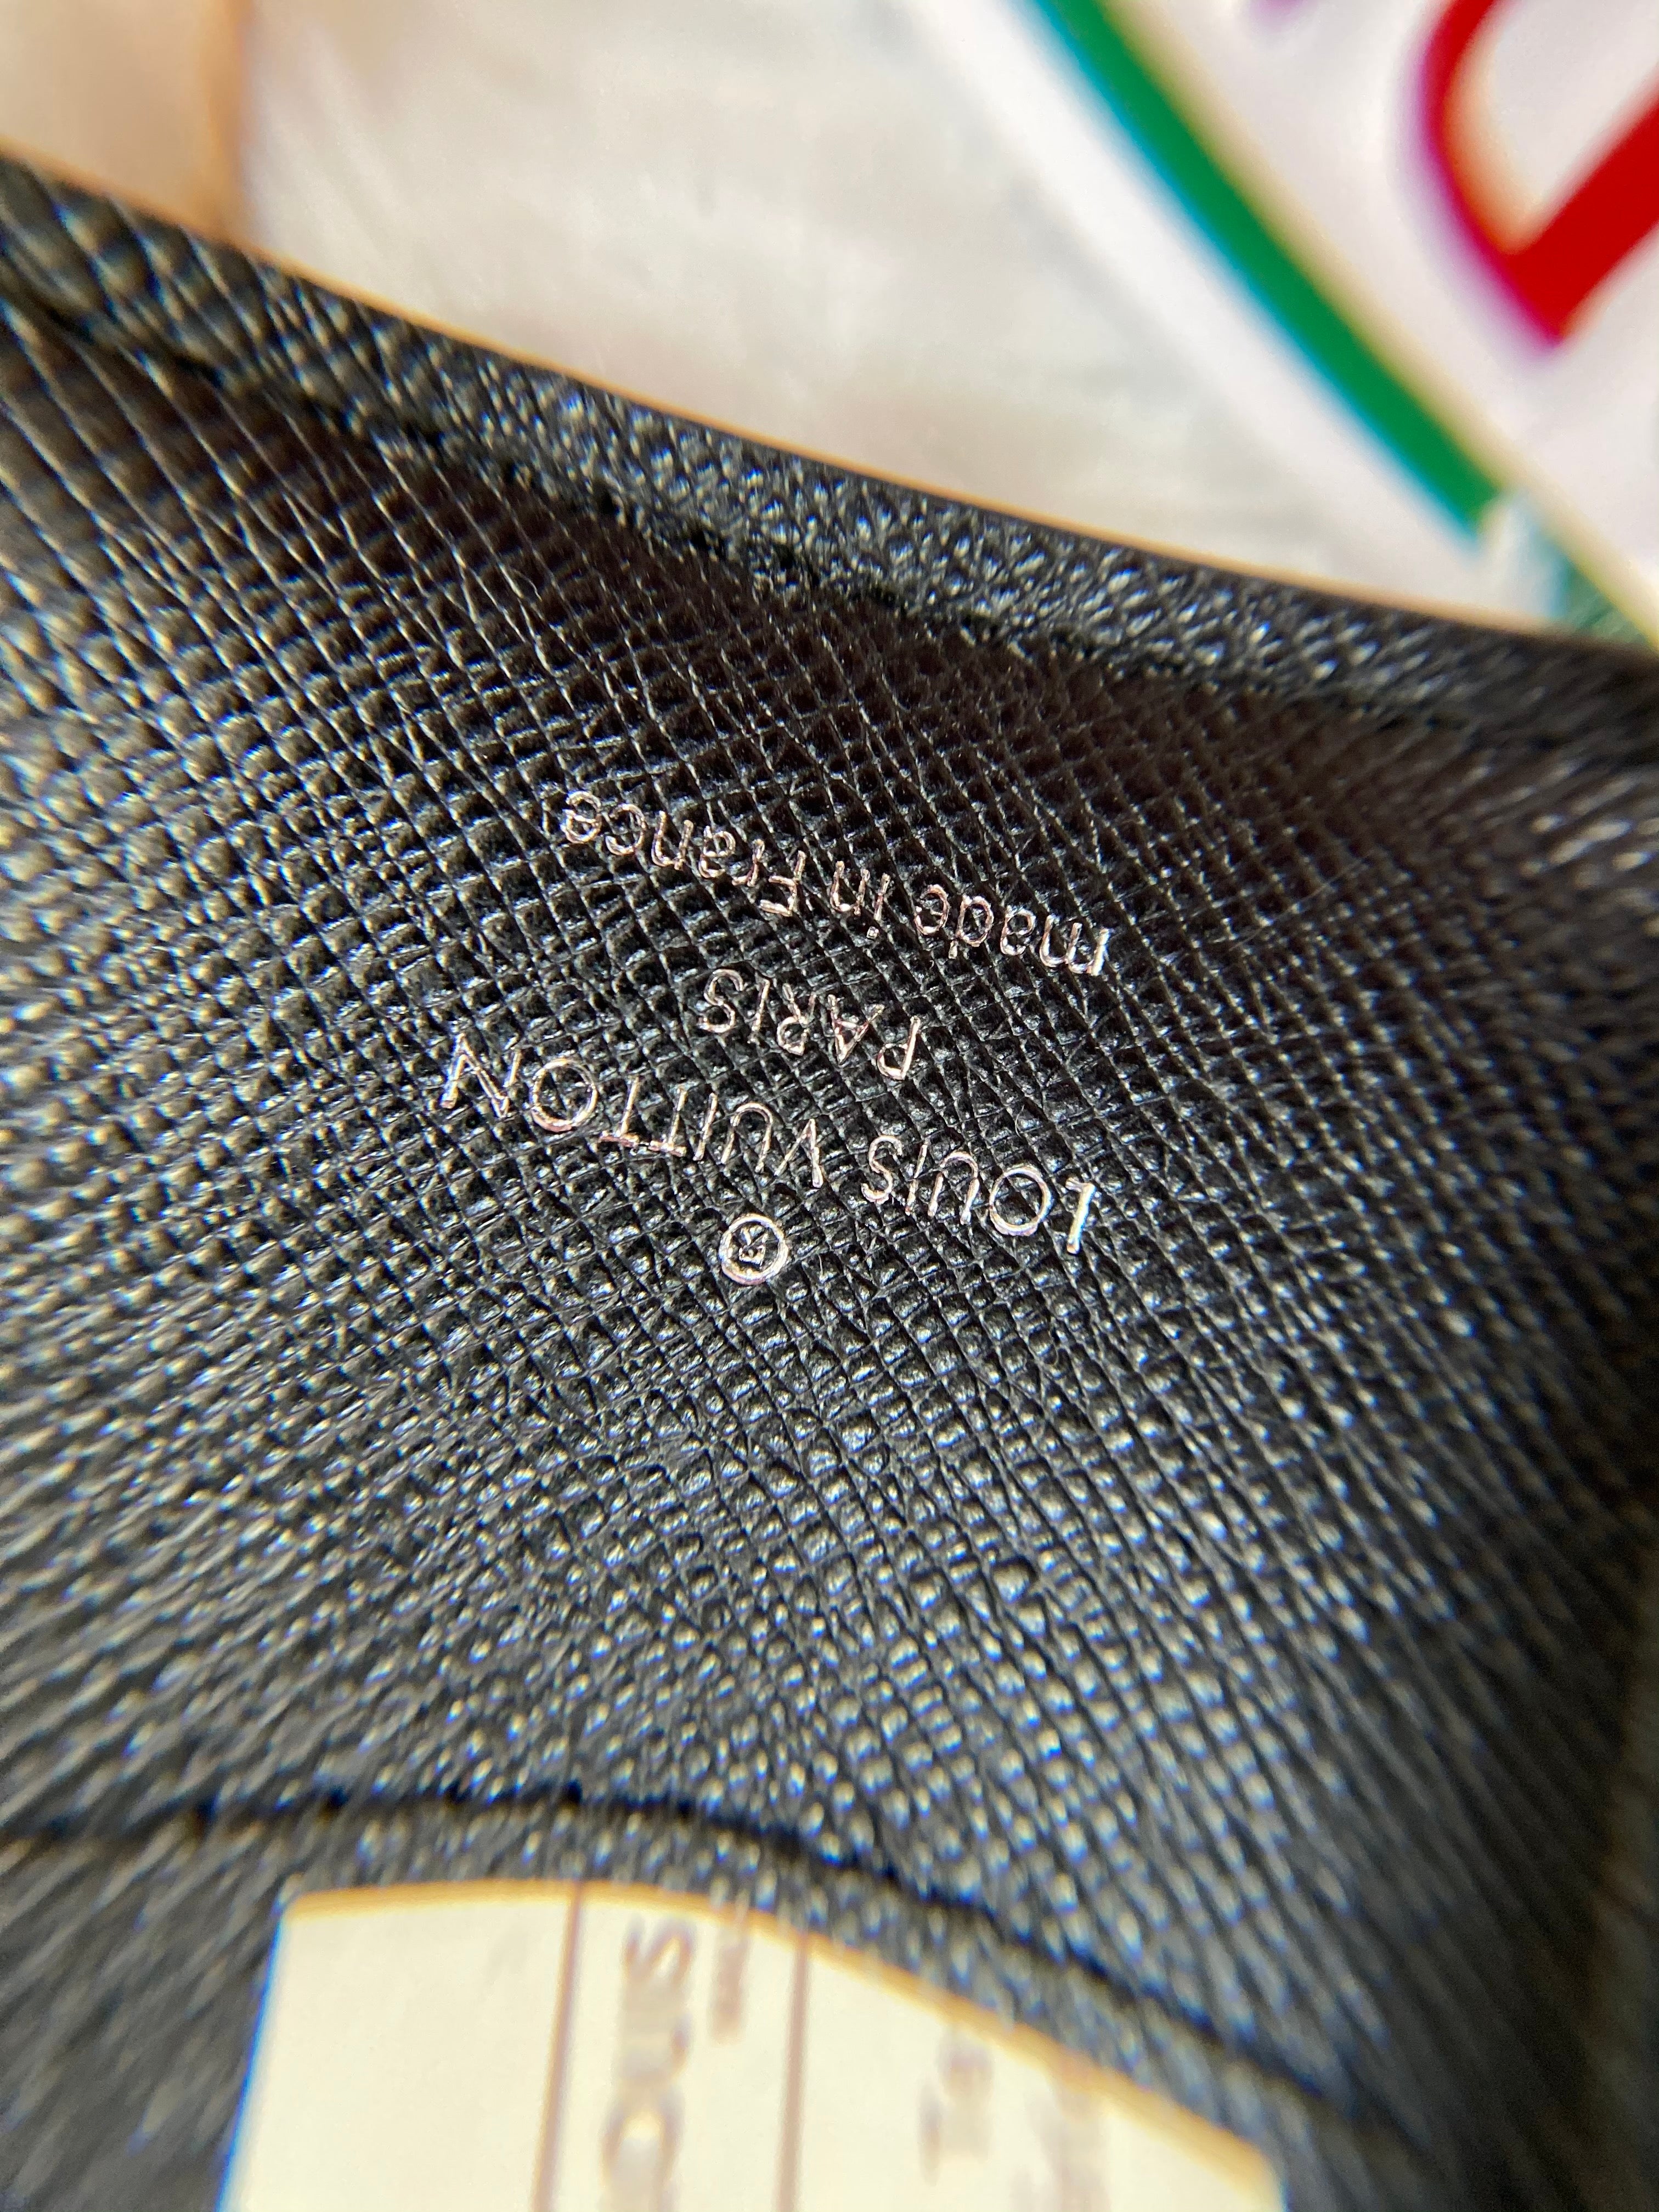 ®
LOUIS VUITTON
PARIS
made in France